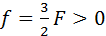 f = 3/2 F > 0